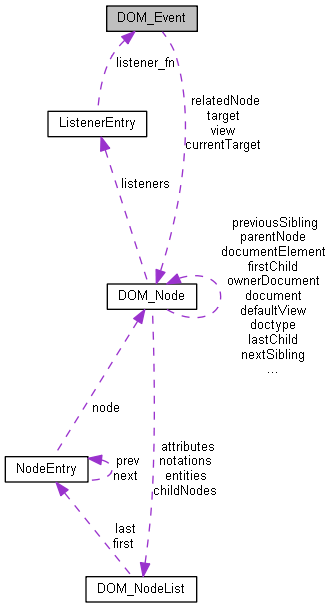 DOM_Event
listener_fn
relatedNode
target
view
currentTarget
ListenerEntry
listeners
previousSibling
parentNode
documentElement
firstChild
ownerDocument
document
defaultView
doctype
lastChild
nextSibling
...
DOM_Node
node
attributes
notations
entities
childNodes
NodeEntry
prev
next
last
first
DOM_NodeList